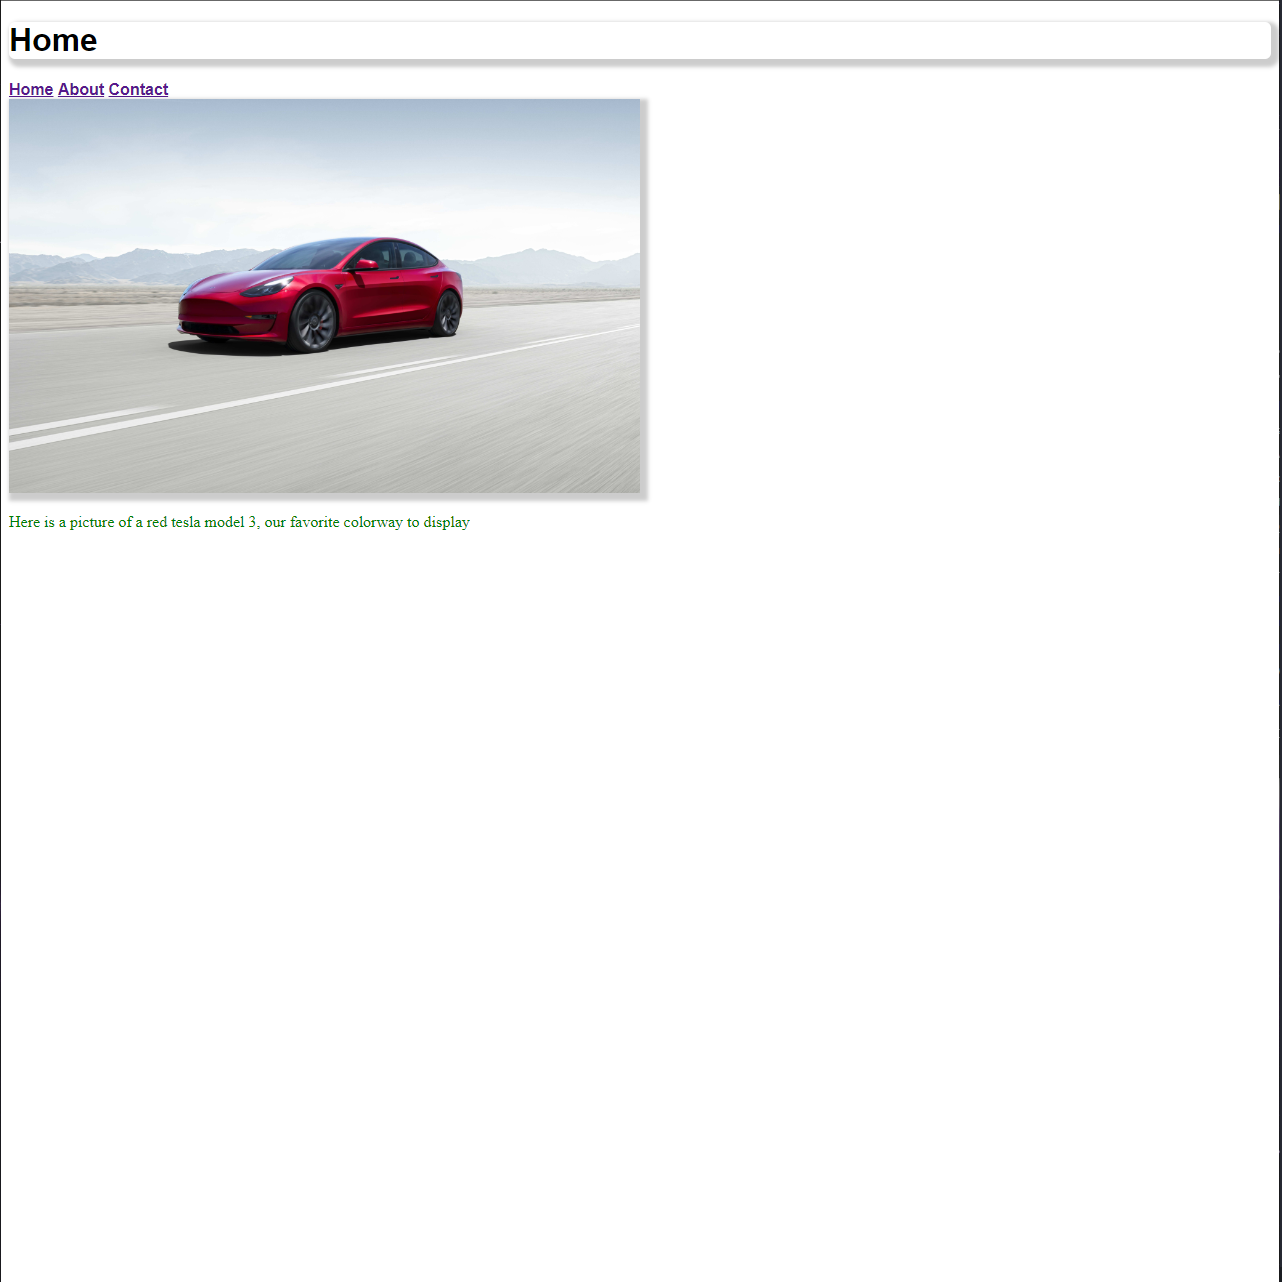 Home
Home About Contact
Here is a picture of a red tesla model 3, our favorite colorway to display